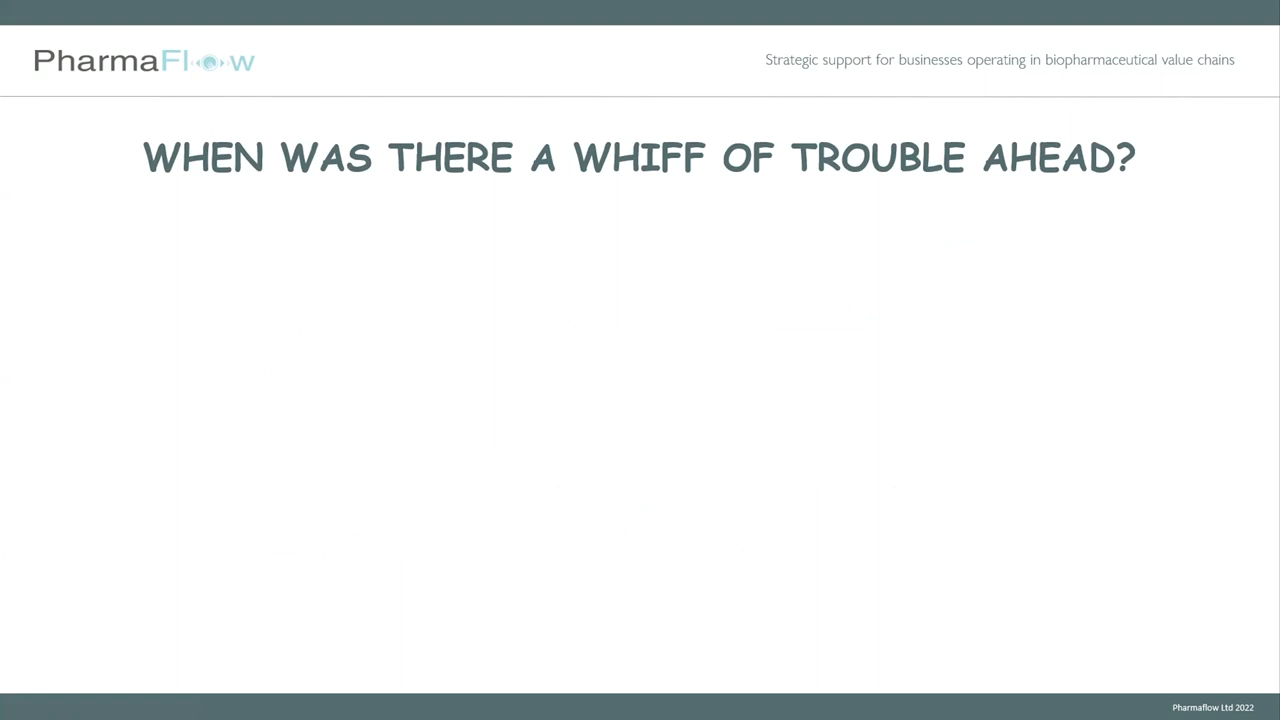 PharmaFlow
Strategic support for businesses operating in biopharmaceutical value chains
WHEN WAS THERE A WHIFF OF TROUBLE AHEAD?
Pharmaflow Ltd 2022